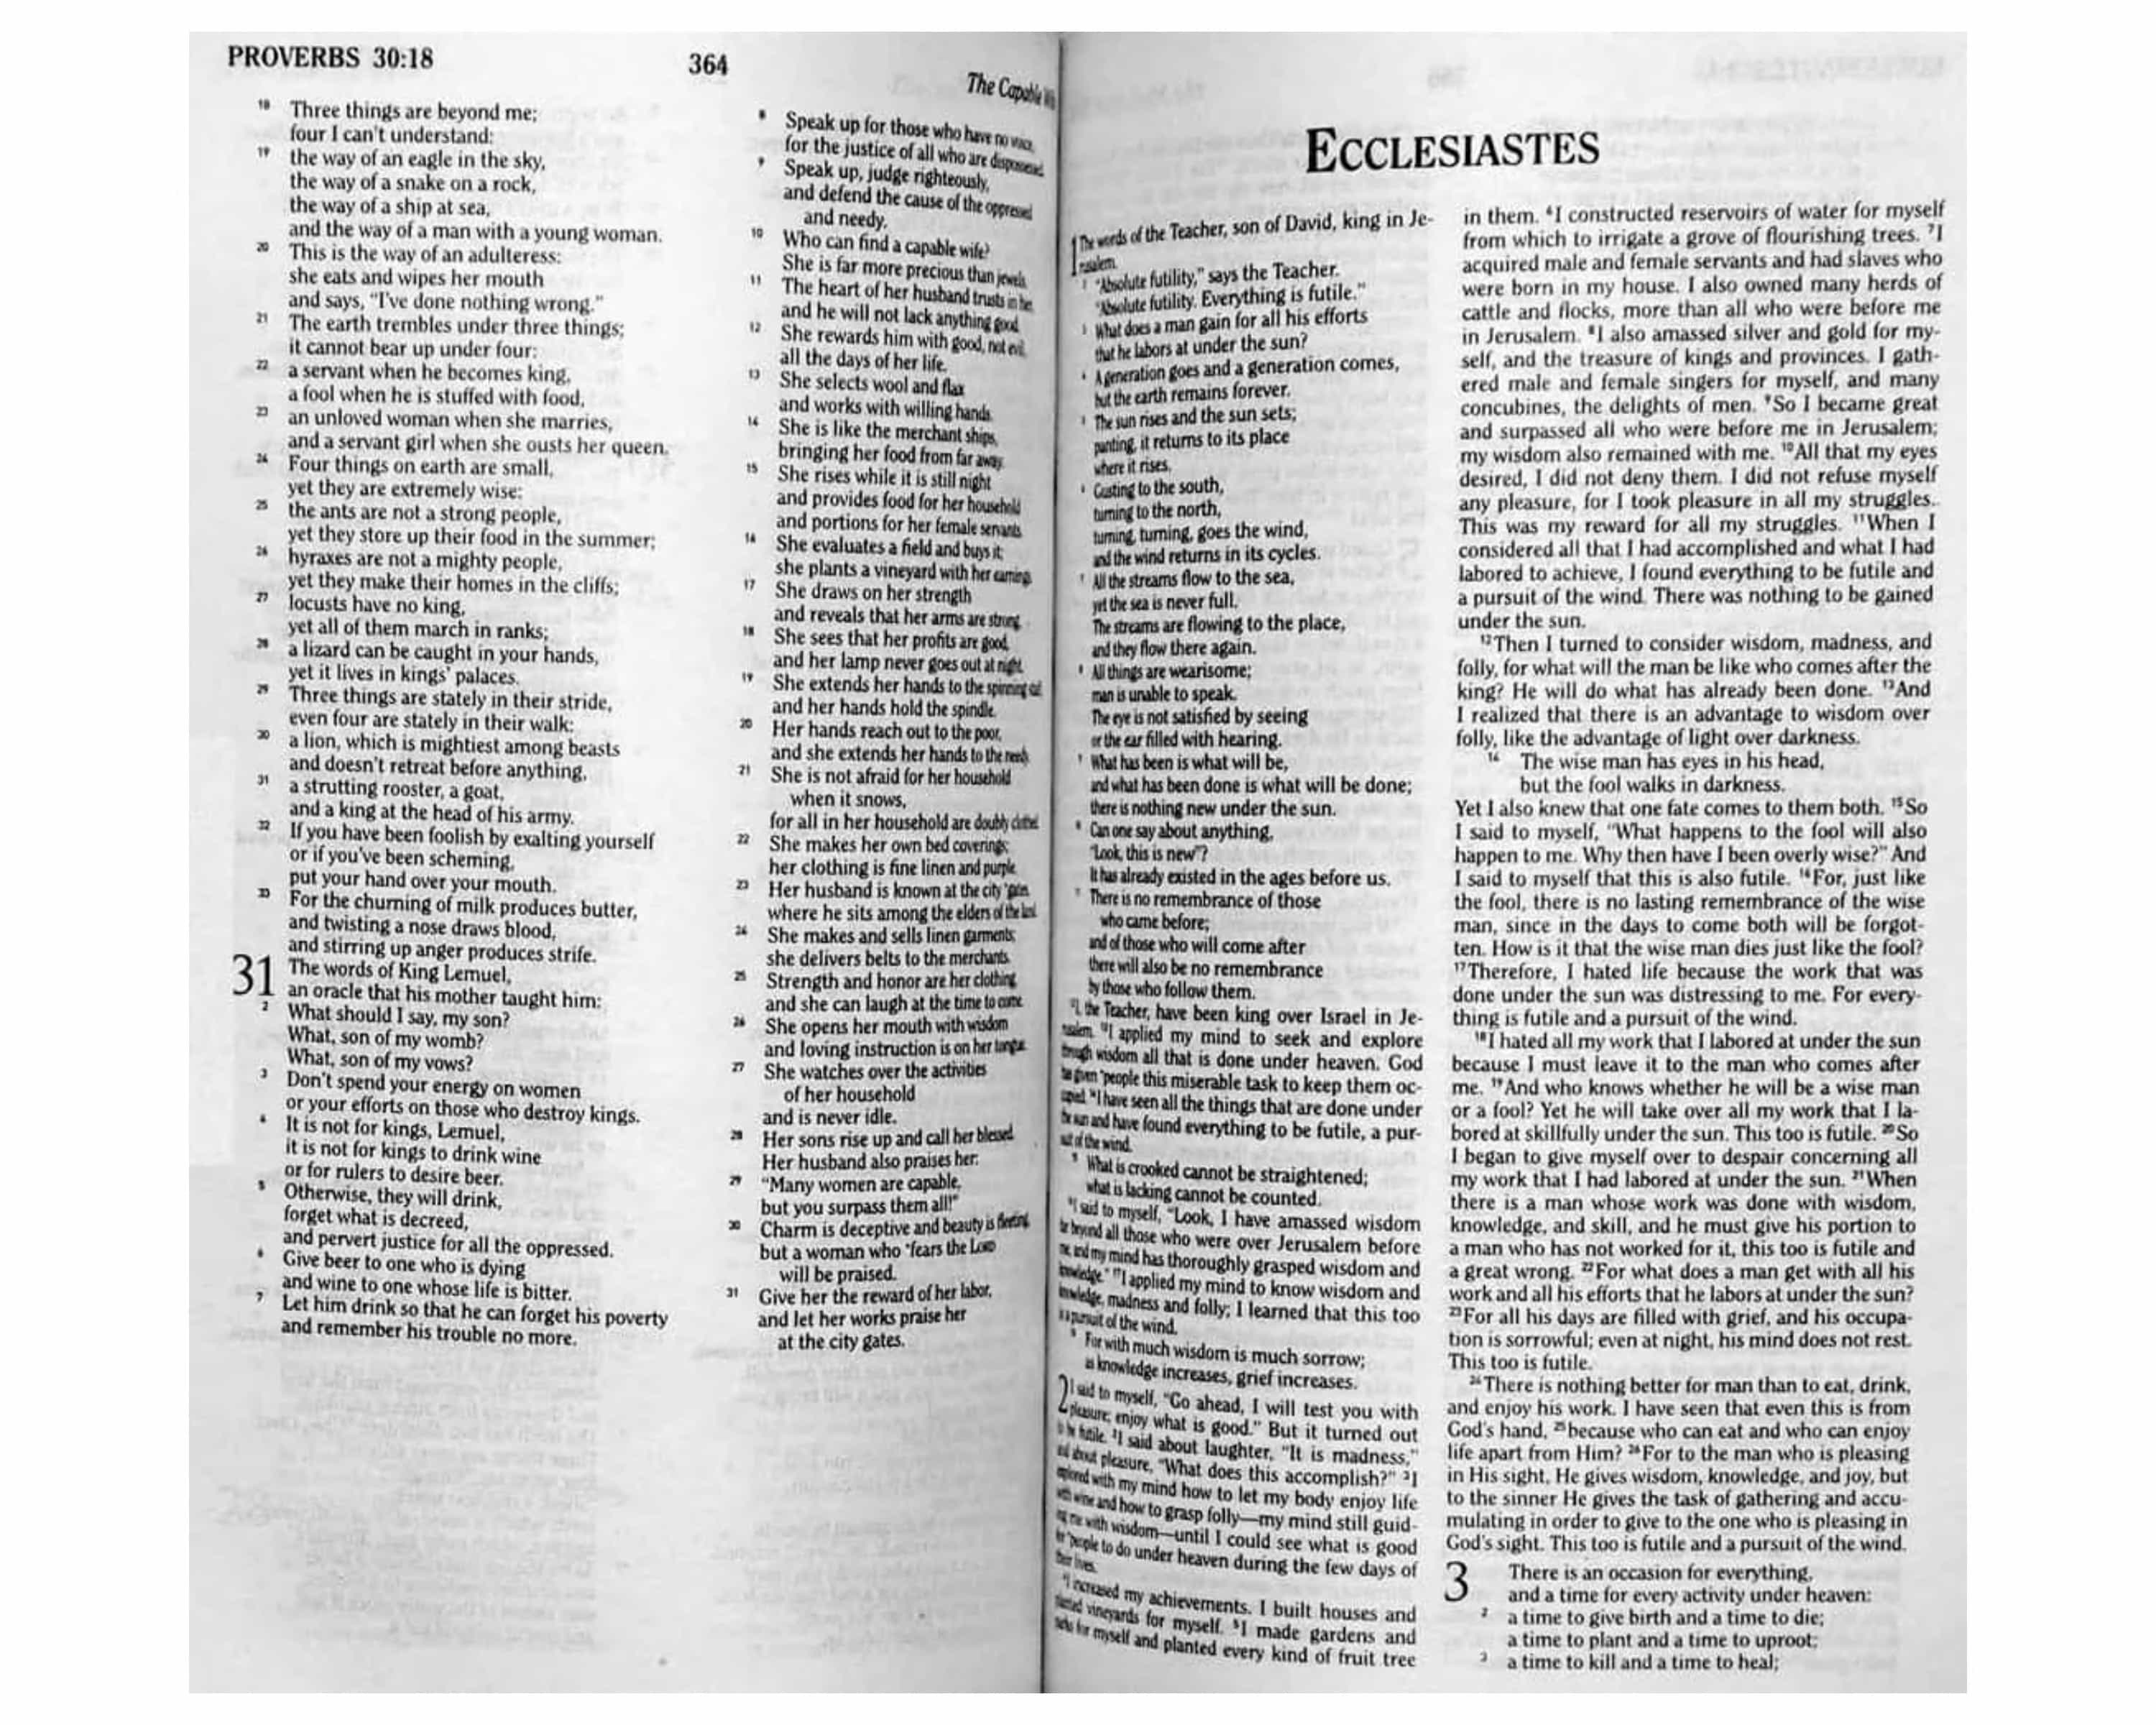 PROVERBS 30:18
364
The Capable
18 Three things are beyond me;
four I can't understand:
19 the way of an eagle in the sky,
the way of a snake on a rock,
the way of a ship at sea,
and the way of a man with a young woman.
20 This is the way of an adulteress:
she eats and wipes her mouth
and says, "I've done nothing wrong."
21 The earth trembles under three things;
it cannot bear up under four:
22 a servant when he becomes king,
a fool when he is stuffed with food,
23 an unloved woman when she marries,
and a servant girl when she ousts her queen.
24 Four things on earth are small,
yet they are extremely wise:
25 the ants are not a strong people,
yet they store up their food in the summer;
26 hyraxes are not a mighty people,
yet they make their homes in the cliffs;
27 locusts have no king,
yet all of them march in ranks;
28 a lizard can be caught in your hands,
yet it lives in kings' palaces.
29 Three things are stately in their stride,
even four are stately in their walk:
30 a lion, which is mightiest among beasts
and doesn't retreat before anything,
31 a strutting rooster, a goat,
and a king at the head of his army.
32 If you have been foolish by exalting yourself
or if you've been scheming,
put your hand over your mouth.
33 For the churning of milk produces butter,
and twisting a nose draws blood,
and stirring up anger produces strife.
31 The words of King Lemuel,
an oracle that his mother taught him:
2 What should I say, my son?
What, son of my womb?
What, son of my vows?
3 Don't spend your energy on women
or your efforts on those who destroy kings.
4 It is not for kings, Lemuel,
it is not for kings to drink wine
or for rulers to desire beer.
5 Otherwise, they will drink,
forget what is decreed,
and pervert justice for all the oppressed.
6 Give beer to one who is dying
and wine to one whose life is bitter.
7 Let him drink so that he can forget his poverty
and remember his trouble no more.
8 Speak up for those who have no voice,
for the justice of all who are dispossessed.
9 Speak up, judge righteously,
and defend the cause of the oppressed
and needy.
10 Who can find a capable wife?
She is far more precious than jewels.
11 The heart of her husband trusts in her,
and he will not lack anything good.
12 She rewards him with good, not evil,
all the days of her life.
13 She selects wool and flax
and works with willing hands.
14 She is like the merchant ships,
bringing her food from far away.
15 She rises while it is still night
and provides food for her household
and portions for her female servants.
16 She evaluates a field and buys it;
she plants a vineyard with her earnings.
17 She draws on her strength
and reveals that her arms are strong.
18 She sees that her profits are good,
and her lamp never goes out at night.
19 She extends her hands to the spinning
and her hands hold the spindle.
20 Her hands reach out to the poor,
and she extends her hands to the needy.
21 She is not afraid for her household
when it snows,
for all in her household are doubly clothed.
22 She makes her own bed coverings;
her clothing is fine linen and purple.
23 Her husband is known at the city *gates,
where he sits among the elders of the land.
24 She makes and sells linen garments;
she delivers belts to the merchants.
25 Strength and honor are her clothing,
and she can laugh at the time to come.
26 She opens her mouth with wisdom
and loving instruction is on her tongue.
27 She watches over the activities
of her household
and is never idle.
28 Her sons rise up and call her blessed.
Her husband also praises her:
29 "Many women are capable,
but you surpass them all!"
30 Charm is deceptive and beauty is fleeting,
but a woman who *fears the LORD
will be praised.
31 Give her the reward of her labor,
and let her works praise her
at the city gates.
ECCLESIASTES
1 The words of the Teacher, son of David, king in Je-
rusalem.
2 "Absolute futility," says the Teacher.
"Absolute futility. Everything is futile."
3 What does a man gain for all his efforts
that he labors at under the sun?
4 A generation goes and a generation comes,
but the earth remains forever.
5 The sun rises and the sun sets;
panting, it returns to its place
where it rises.
6 Gusting to the south,
turning to the north,
turning, turning, goes the wind,
and the wind returns in its cycles.
7 All the streams flow to the sea,
yet the sea is never full.
The streams are flowing to the place,
and they flow there again.
8 All things are wearisome;
man is unable to speak.
The eye is not satisfied by seeing
or the ear filled with hearing.
9 What has been is what will be,
and what has been done is what will be done;
there is nothing new under the sun.
10 Can one say about anything,
"Look, this is new"?
It has already existed in the ages before us.
11 There is no remembrance of those
who came before;
and of those who will come after
there will also be no remembrance
by those who follow them.
12 I, the Teacher, have been king over Israel in Je-
rusalem. 13 I applied my mind to seek and explore
through wisdom all that is done under heaven. God
has given *people this miserable task to keep them oc-
cupied. 14 I have seen all the things that are done under
the sun and have found everything to be futile, a pur-
suit of the wind.
15 What is crooked cannot be straightened;
what is lacking cannot be counted.
16 I said to myself, "Look, I have amassed wisdom
far beyond all those who were over Jerusalem before
me, and my mind has thoroughly grasped wisdom and
knowledge." 17 I applied my mind to know wisdom and
knowledge, madness and folly; I learned that this too
is a pursuit of the wind.
18 For with much wisdom is much sorrow;
as knowledge increases, grief increases.
2 I said to myself, "Go ahead, I will test you with
pleasure; enjoy what is good." But it turned out
to be futile. 2 I said about laughter, "It is madness,"
and about pleasure, "What does this accomplish?" 3 I
explored with my mind how to let my body enjoy life
with wine and how to grasp folly—my mind still guid-
ing me with wisdom—until I could see what is good
for *people to do under heaven during the few days of
their lives.
4 I increased my achievements. I built houses and
planted vineyards for myself. 5 I made gardens and
parks for myself and planted every kind of fruit tree
in them. 6 I constructed reservoirs of water for myself
from which to irrigate a grove of flourishing trees. 7 I
acquired male and female servants and had slaves who
were born in my house. I also owned many herds of
cattle and flocks, more than all who were before me
in Jerusalem. 8 I also amassed silver and gold for my-
self, and the treasure of kings and provinces. I gath-
ered male and female singers for myself, and many
concubines, the delights of men. 9 So I became great
and surpassed all who were before me in Jerusalem;
my wisdom also remained with me. 10 All that my eyes
desired, I did not deny them. I did not refuse myself
any pleasure, for I took pleasure in all my struggles.
This was my reward for all my struggles. 11 When I
considered all that I had accomplished and what I had
labored to achieve, I found everything to be futile and
a pursuit of the wind. There was nothing to be gained
under the sun.
12 Then I turned to consider wisdom, madness, and
folly, for what will the man be like who comes after the
king? He will do what has already been done. 13 And
I realized that there is an advantage to wisdom over
folly, like the advantage of light over darkness.
14 The wise man has eyes in his head,
but the fool walks in darkness.
Yet I also knew that one fate comes to them both. 15 So
I said to myself, "What happens to the fool will also
happen to me. Why then have I been overly wise?" And
I said to myself that this is also futile. 16 For, just like
the fool, there is no lasting remembrance of the wise
man, since in the days to come both will be forgot-
ten. How is it that the wise man dies just like the fool?
17 Therefore, I hated life because the work that was
done under the sun was distressing to me. For every-
thing is futile and a pursuit of the wind.
18 I hated all my work that I labored at under the sun
because I must leave it to the man who comes after
me. 19 And who knows whether he will be a wise man
or a fool? Yet he will take over all my work that I la-
bored at skillfully under the sun. This too is futile. 20 So
I began to give myself over to despair concerning all
my work that I had labored at under the sun. 21 When
there is a man whose work was done with wisdom,
knowledge, and skill, and he must give his portion to
a man who has not worked for it, this too is futile and
a great wrong. 22 For what does a man get with all his
work and all his efforts that he labors at under the sun?
23 For all his days are filled with grief, and his occupa-
tion is sorrowful; even at night, his mind does not rest.
This too is futile.
24 There is nothing better for man than to eat, drink,
and enjoy his work. I have seen that even this is from
God's hand, 25 because who can eat and who can enjoy
life apart from Him? 26 For to the man who is pleasing
in His sight, He gives wisdom, knowledge, and joy, but
to the sinner He gives the task of gathering and accu-
mulating in order to give to the one who is pleasing in
God's sight. This too is futile and a pursuit of the wind.
3 There is an occasion for everything,
and a time for every activity under heaven:
2 a time to give birth and a time to die;
a time to plant and a time to uproot;
3 a time to kill and a time to heal;